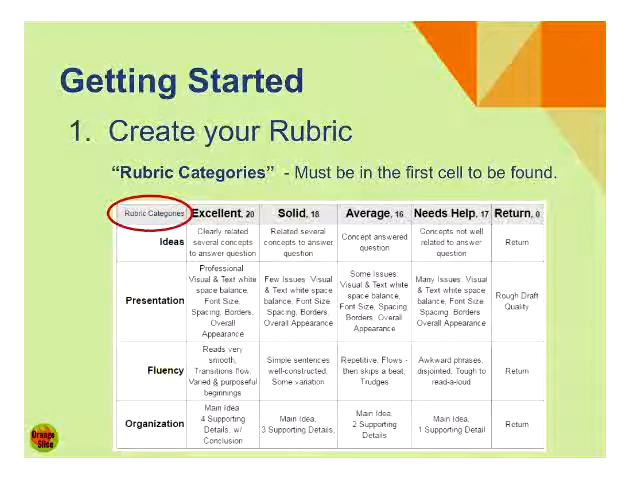 Getting Started
1. Create your Rubric
“Rubric Categories” - Must be in the first cell to be found.
Rubric Categories Excellent, 20 Solid, 18 Average, 16 Needs Help, 17 Return, 0
Ideas
Clearly related
several concepts
to answer question
Related several
concepts to answer
question
Concept answered
question
Concepts not well
related to answer
question
Return
Presentation
Professional:
Visual & Text white
space balance,
Font Size,
Spacing, Borders,
Overall
Appearance
Few Issues: Visual
& Text white space
balance, Font Size,
Spacing, Borders,
Overall Appearance
Some Issues:
Visual & Text white
space balance,
Font Size, Spacing,
Borders, Overall
Appearance
Many Issues: Visual
& Text white space
balance, Font Size,
Spacing, Borders
Overall Appearance
Rough Draft
Quality
Fluency
Reads very
smooth,
Transitions flow,
Varied & purposeful
beginnings
Simple sentences
well-constructed,
Some variation
Repetitive: Flows -
then skips a beat,
Trudges
Awkward phrases,
disjointed, Tough to
read-a-loud
Return
Organization
Main Idea
4 Supporting
Details, w/
Conclusion
Main Idea,
3 Supporting Details,
Main Idea,
2 Supporting
Details
Main Idea,
1 Supporting Detail
Return
Orange
Slice